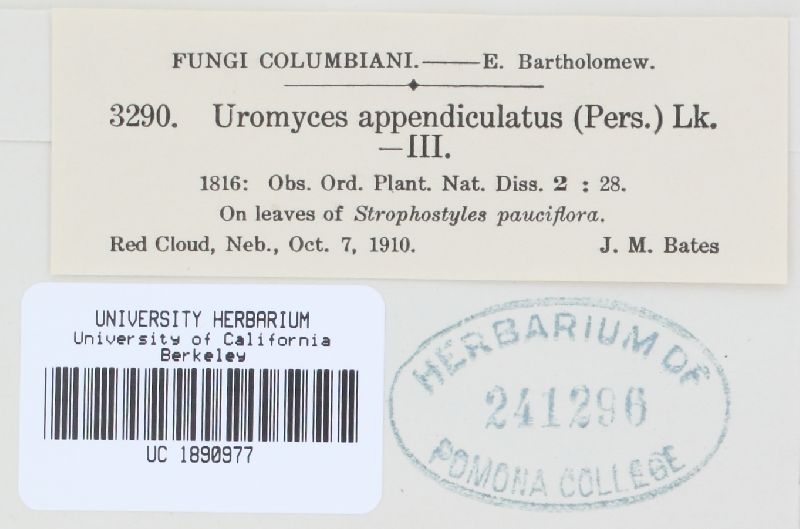 FUNGI COLUMBIANI.——E. Bartholomew.
3290. Uromyces appendiculatus (Pers.) Lk.
—III.
1816: Obs. Ord. Plant. Nat. Diss. 2 : 28.
On leaves of Strophostyles pauciflora.
Red Cloud, Neb., Oct. 7, 1910. J. M. Bates
UNIVERSITY HERBARIUM
University of California
Berkeley
UC 1890977
HERBARIUM OF
241296
POMONA COLLEGE